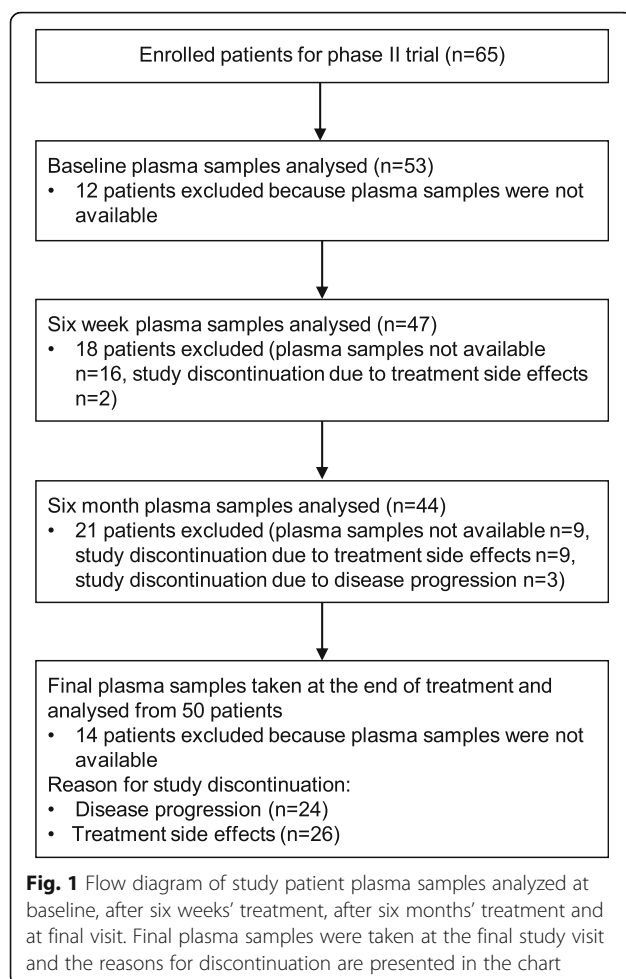 Enrolled patients for phase II trial (n=65)
Baseline plasma samples analysed (n=53)
• 12 patients excluded because plasma samples were not
available
Six week plasma samples analysed (n=47)
• 18 patients excluded (plasma samples not available
n=16, study discontinuation due to treatment side effects
n=2)
Six month plasma samples analysed (n=44)
• 21 patients excluded (plasma samples not available n=9,
study discontinuation due to treatment side effects n=9,
study discontinuation due to disease progression n=3)
Final plasma samples taken at the end of treatment and
analysed from 50 patients
• 14 patients excluded because plasma samples were not
available
Reason for study discontinuation:
• Disease progression (n=24)
• Treatment side effects (n=26)
Fig. 1 Flow diagram of study patient plasma samples analyzed at
baseline, after six weeks’ treatment, after six months’ treatment and
at final visit. Final plasma samples were taken at the final study visit
and the reasons for discontinuation are presented in the chart